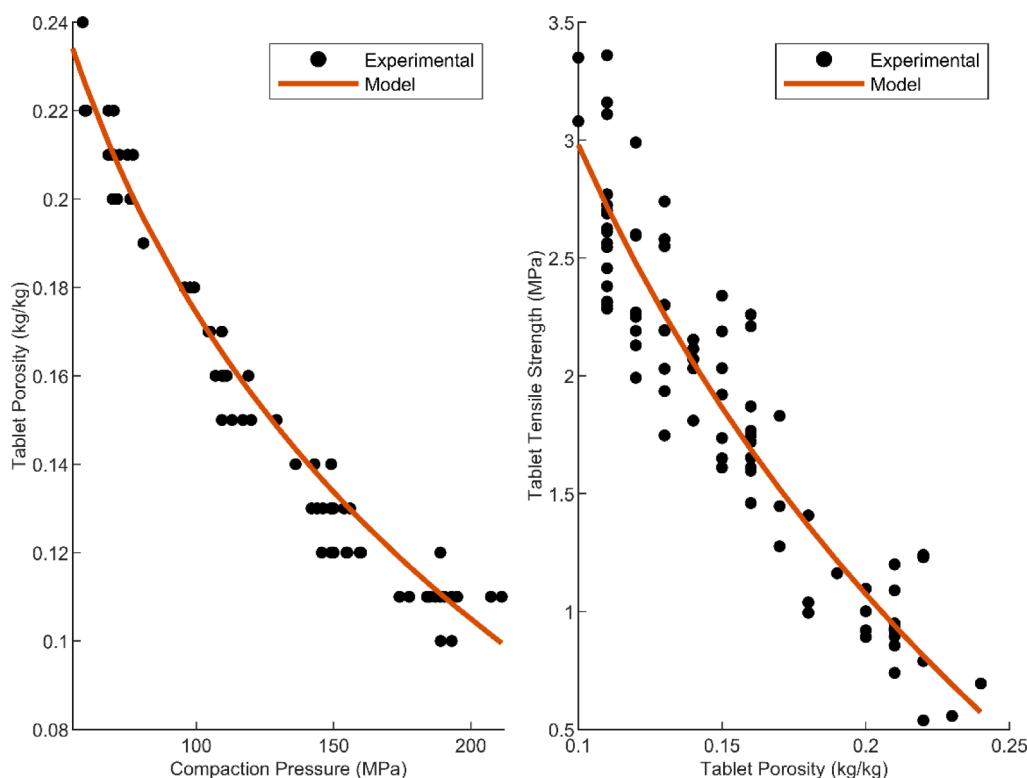 0.24
0.22
0.2
0.18
0.16
0.14
0.12
0.1
0.08
Tablet Porosity (kg/kg)
100
150
200
Compaction Pressure (MPa)
Experimental
Model
3.5
3
2.5
2
1.5
1
0.5
Tablet Tensile Strength (MPa)
0.1
0.15
0.2
0.25
Tablet Porosity (kg/kg)
Experimental
Model